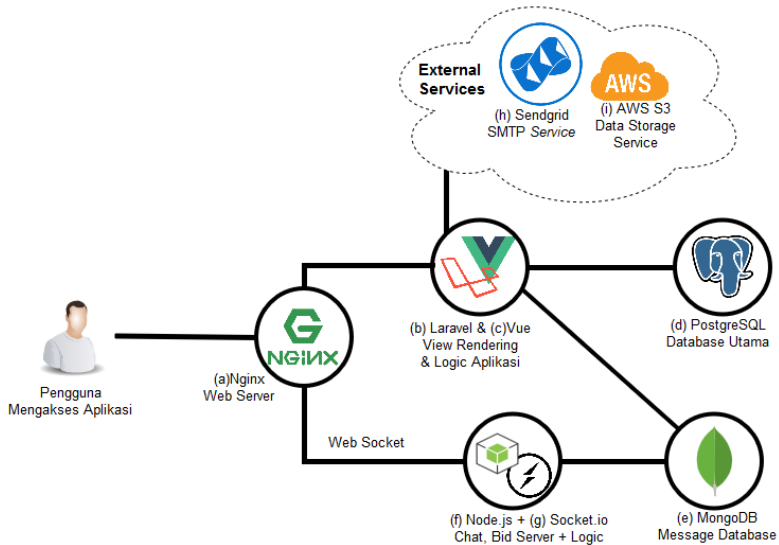 External
Services
AWS
(h) Sendgrid
SMTP Service
(i) AWS S3
Data Storage
Service
(b) Laravel & (c)Vue
View Rendering
& Logic Aplikasi
(d) PostgreSQL
Database Utama
NGiNX
(a)Nginx
Web Server
Pengguna
Mengakses Aplikasi
Web Socket
(f) Node.js + (g) Socket.io
Chat, Bid Server + Logic
(e) MongoDB
Message Database